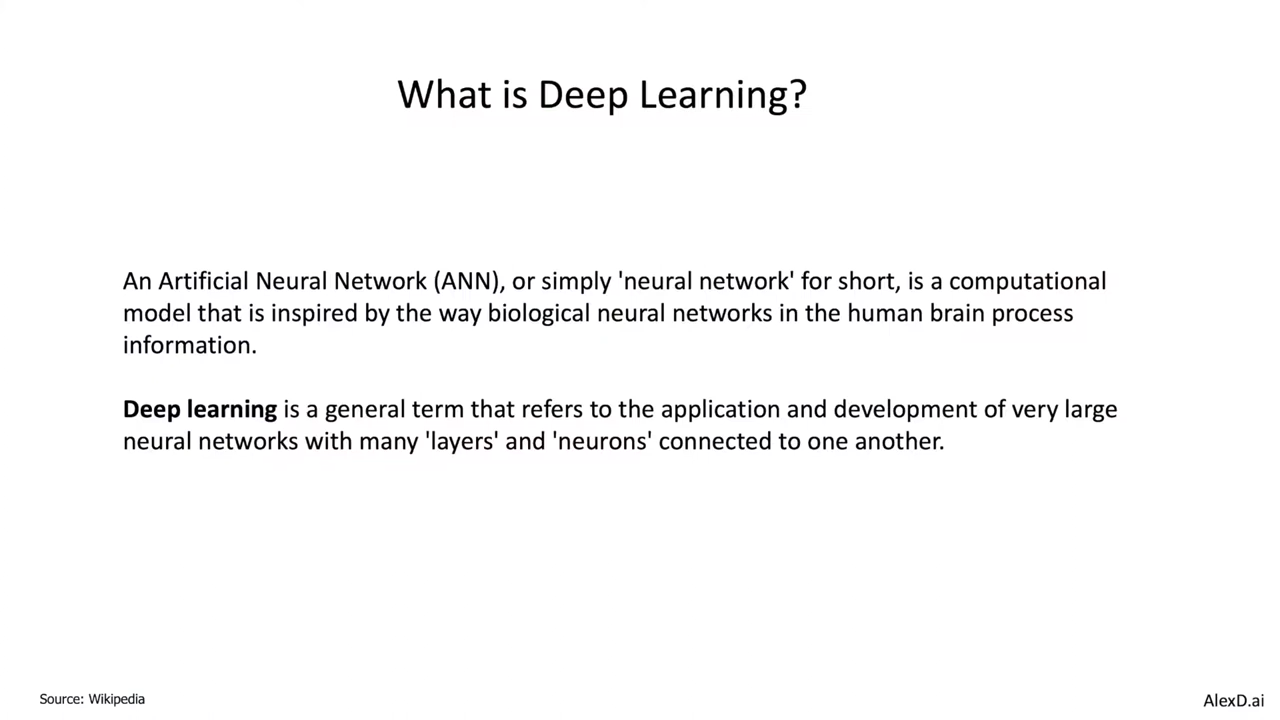 What is Deep Learning?
An Artificial Neural Network (ANN), or simply 'neural network' for short, is a computational
model that is inspired by the way biological neural networks in the human brain process
information.
Deep learning is a general term that refers to the application and development of very large
neural networks with many 'layers' and 'neurons' connected to one another.
Source: Wikipedia
AlexD.ai